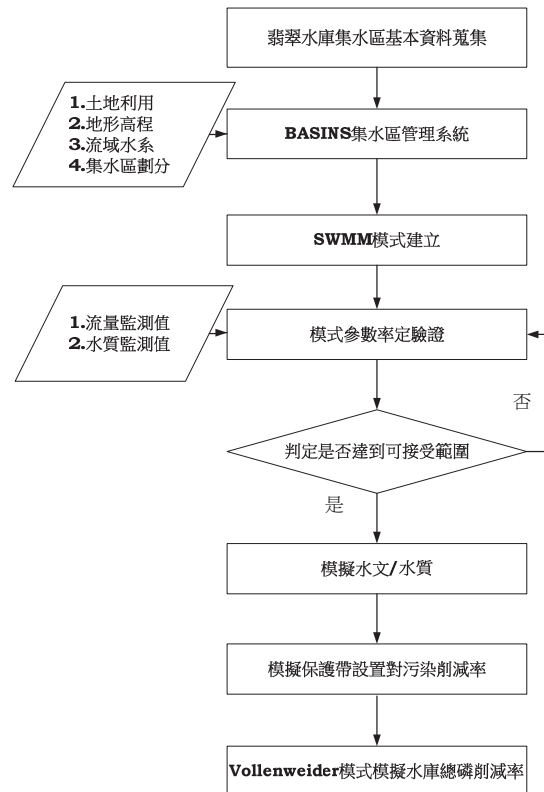 翡翠水庫集水區基本資料蒐集
1.土地利用
2.地形高程
3.流域水系
4.集水區劃分
BASINS集水區管理系統
SWMM模式建立
1.流量監測值
2.水質監測值
模式參數率定驗證
否
判定是否達到可接受範圍
是
模擬水文/水質
模擬保護帶設置對污染削減率
Vollenweider模式模擬水庫總磷削減率